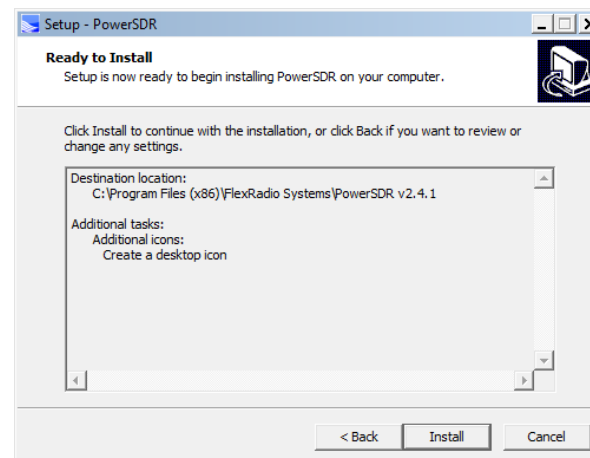 Setup - PowerSDR
Ready to Install
Setup is now ready to begin installing PowerSDR on your computer.
Click Install to continue with the installation, or click Back if you want to review or
change any settings.
Destination location:
C:\Program Files (x86)\FlexRadio Systems\PowerSDR v2.4.1
Additional tasks:
Additional icons:
Create a desktop icon
< Back
Install
Cancel